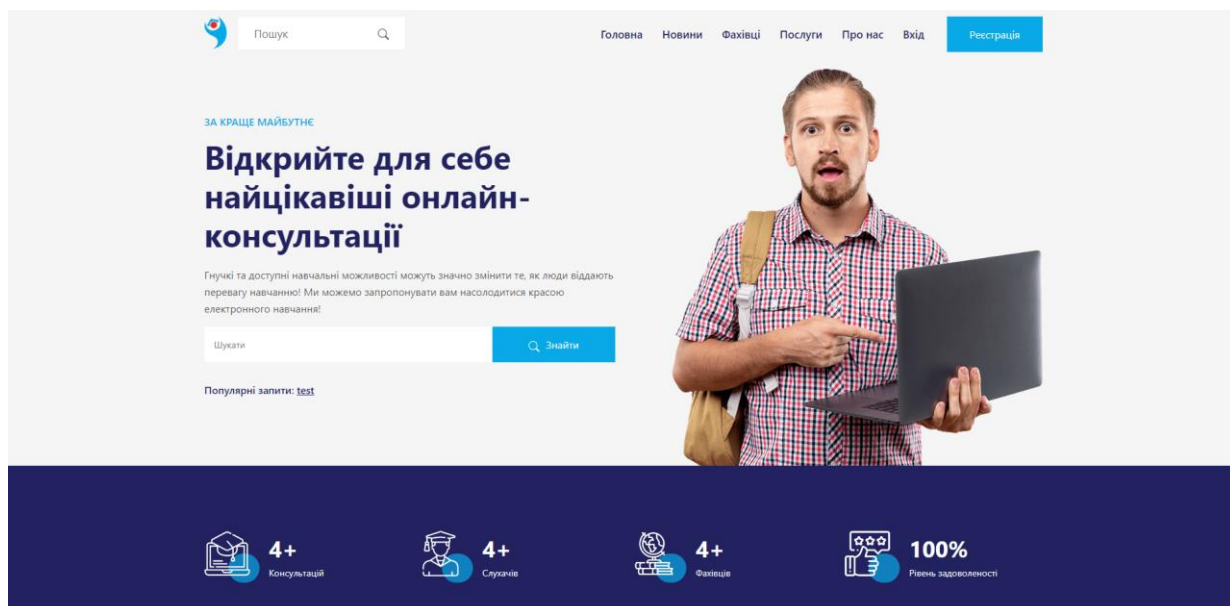 Пошук
Головна Новини Фахівці Послуги Про нас Вхід Реєстрація
ЗА КРАЩЕ МАЙБУТНЄ
Відкрийте для себе
найцікавіші онлайн-
консультації
Гнучкі та доступні навчальні можливості можуть значно змінити те, як люди віддають
перевагу навчанню! Ми можемо запропонувати вам насолодитися красою
електронного навчання!
Шукати
Знайти
Популярні запити: test
4+
Консультацій
4+
Слухачів
4+
Фахівців
100%
Рівень задоволеності